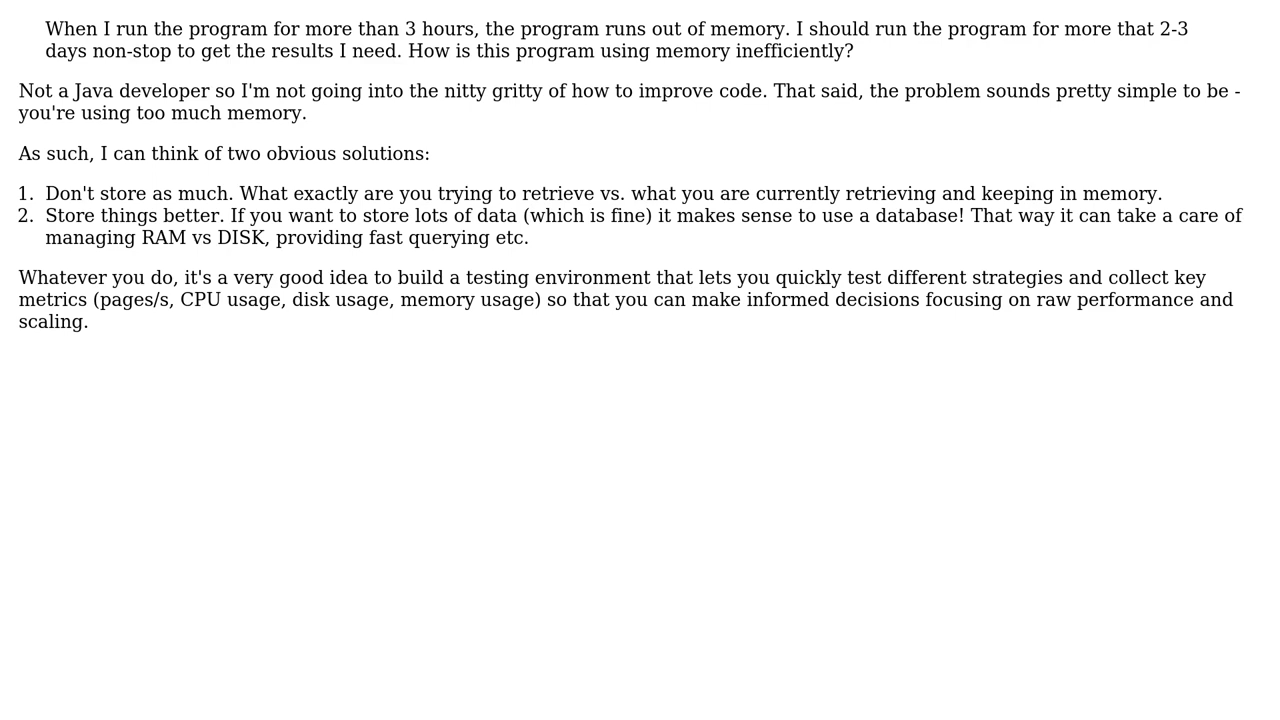 When I run the program for more than 3 hours, the program runs out of memory. I should run the program for more that 2-3
days non-stop to get the results I need. How is this program using memory inefficiently?
Not a Java developer so I'm not going into the nitty gritty of how to improve code. That said, the problem sounds pretty simple to be -
you're using too much memory.
As such, I can think of two obvious solutions:
1. Don't store as much. What exactly are you trying to retrieve vs. what you are currently retrieving and keeping in memory.
2. Store things better. If you want to store lots of data (which is fine) it makes sense to use a database! That way it can take a care of
managing RAM vs DISK, providing fast querying etc.
Whatever you do, it's a very good idea to build a testing environment that lets you quickly test different strategies and collect key
metrics (pages/s, CPU usage, disk usage, memory usage) so that you can make informed decisions focusing on raw performance and
scaling.